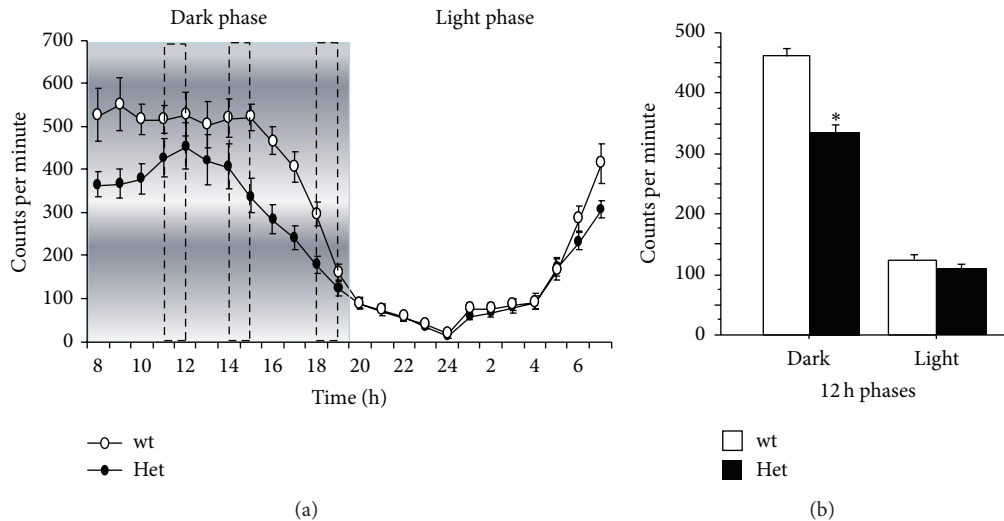 Dark phase
Light phase
700
600
500
400
300
200
100
0
Counts per minute
8 10 12 14 16 18 20 22 24 2 4 6
Time (h)
wt
Het
(a)
500
400
300
200
100
0
Counts per minute
*
Dark Light
12 h phases
wt
Het
(b)